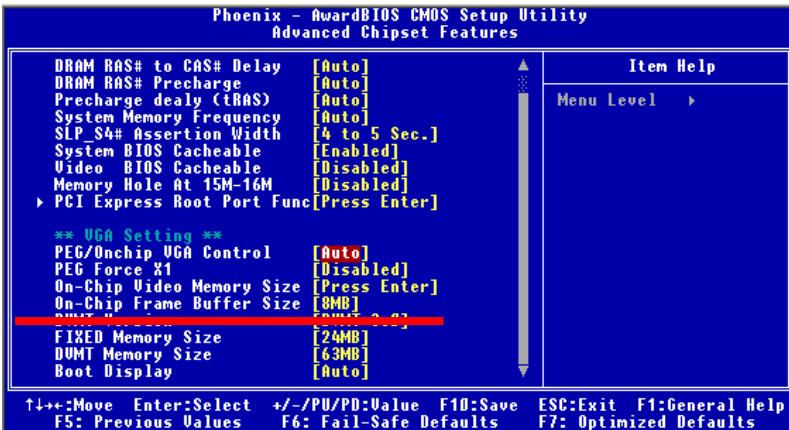 Phoenix - AwardBIOS CMOS Setup Utility
Advanced Chipset Features
DRAM RAS# to CAS# Delay [Auto]
DRAM RAS# Precharge [Auto]
Precharge dealy (tRAS) [Auto]
System Memory Frequency [Auto]
SLP_S4# Assertion Width [4 to 5 Sec.]
System BIOS Cacheable [Enabled]
Video BIOS Cacheable [Disabled]
Memory Hole At 15M-16M [Disabled]
PCI Express Root Port Func[Press Enter]
** VGA Setting **
PEG/Onchip VGA Control [Auto]
PEG Force X1 [Disabled]
On-Chip Video Memory Size [Press Enter]
On-Chip Frame Buffer Size [8MB]
FIXED Memory Size [24MB]
DVMT Memory Size [63MB]
Boot Display [Auto]
Item Help
Menu Level
↑↓→←:Move Enter:Select +/-/PU/PD:Value F10:Save ESC:Exit F1:General Help
F5: Previous Values F6: Fail-Safe Defaults F7: Optimized Defaults